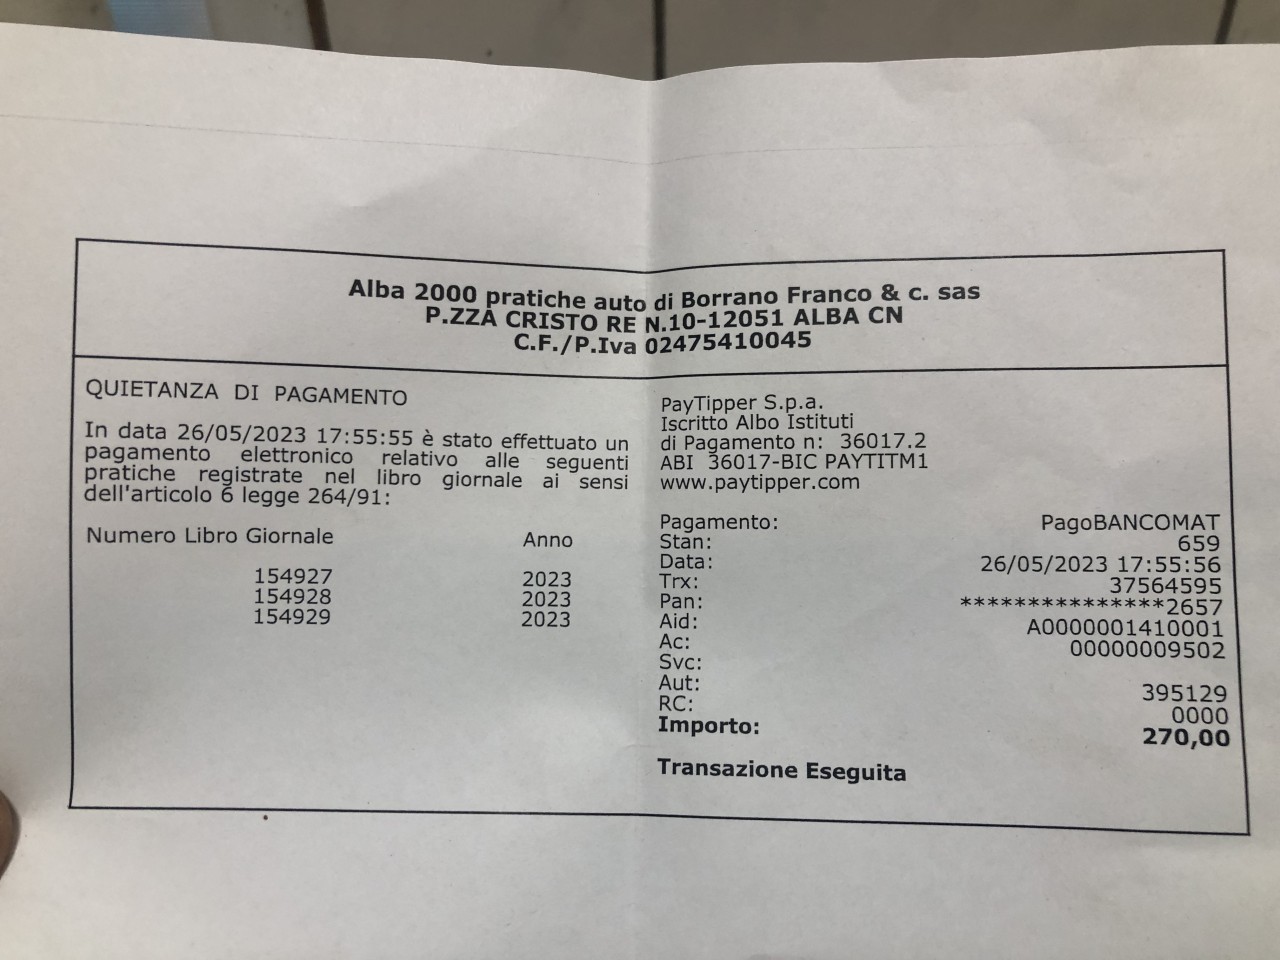 Alba 2000 pratiche auto di Borrano Franco & c. sas
P.ZZA CRISTO RE N.10-12051 ALBA CN
C.F./P.Iva 02475410045
QUIETANZA DI PAGAMENTO
In data 26/05/2023 17:55:55 è stato effettuato un
pagamento elettronico relativo alle seguenti
pratiche registrate nel libro giornale ai sensi
dell'articolo 6 legge 264/91:
Numero Libro Giornale Anno
154927 2023
154928 2023
154929 2023
PayTipper S.p.a.
Iscritto Albo Istituti
di Pagamento n: 36017.2
ABI 36017-BIC PAYTITM1
www.paytipper.com
Pagamento: PagoBANCOMAT
Stan: 659
Data: 26/05/2023 17:55:56
Trx: 37564595
Pan: ***************2657
Aid: A0000001410001
Ac: 00000009502
Svc:
Aut: 395129
RC: 0000
Importo: 270,00
Transazione Eseguita